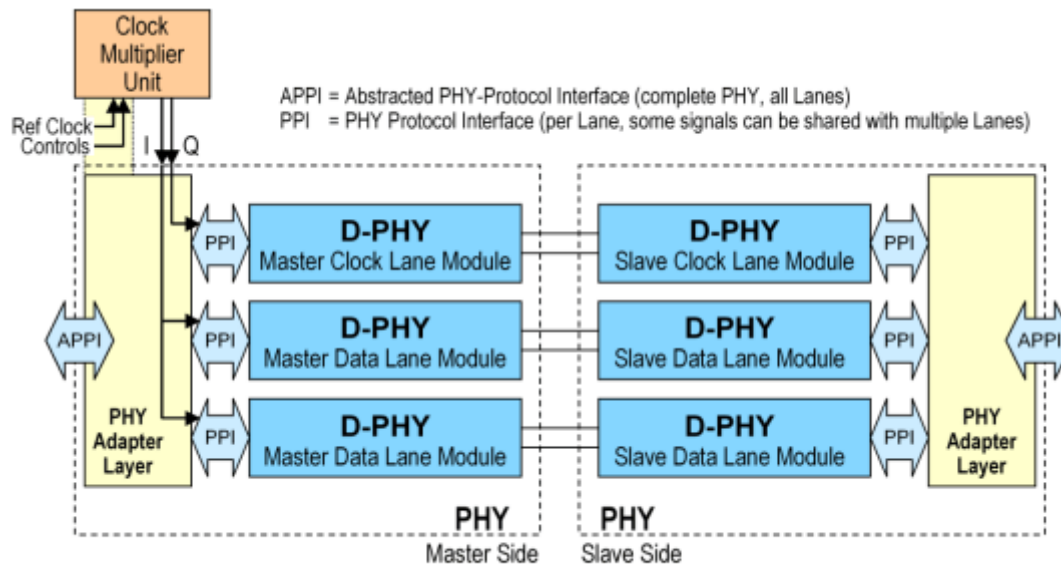 Clock
Multiplier
Unit
APPI = Abstracted PHY-Protocol Interface (complete PHY, all Lanes)
PPI = PHY Protocol Interface (per Lane, some signals can be shared with multiple Lanes)
Ref Clock
Controls
I Q
PPI
D-PHY
Master Clock Lane Module
D-PHY
Slave Clock Lane Module
PPI
APPI
PPI
D-PHY
Master Data Lane Module
D-PHY
Slave Data Lane Module
PPI
APPI
PHY
Adapter
Layer
PPI
D-PHY
Master Data Lane Module
D-PHY
Slave Data Lane Module
PPI
PHY
Adapter
Layer
PHY
Master Side
PHY
Slave Side